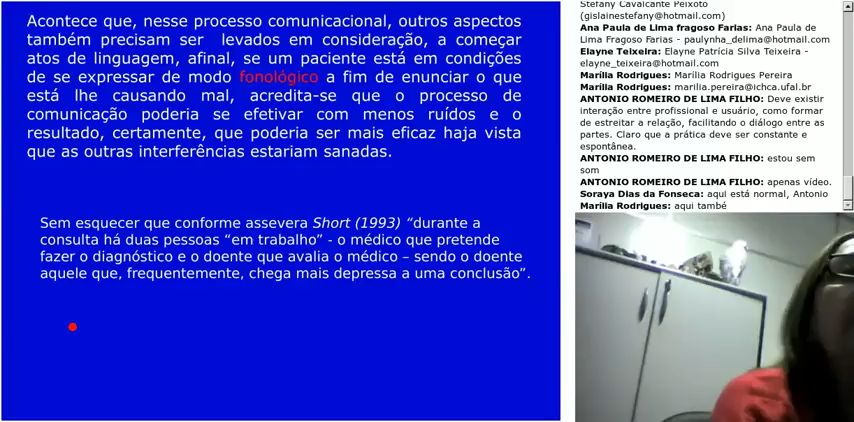 Acontece que, nesse processo comunicacional, outros aspectos
também precisam ser levados em consideração, a começar
atos de linguagem, afinal, se um paciente está em condições
de se expressar de modo fonológico a fim de enunciar o que
está lhe causando mal, acredita-se que o processo de
comunicação poderia se efetivar com menos ruídos e o
resultado, certamente, que poderia ser mais eficaz haja vista
que as outras interferências estariam sanadas.
Sem esquecer que conforme assevera Short (1993) “durante a
consulta há duas pessoas “em trabalho” - o médico que pretende
fazer o diagnóstico e o doente que avalia o médico – sendo o doente
aquele que, frequentemente, chega mais depressa a uma conclusão”.
Stefany Cavalcante Peixoto
(gislainestefany@hotmail.com)
Ana Paula de Lima fragoso Farias: Ana Paula de
Lima Fragoso Farias - paulynha_delima@hotmail.com
Elayne Teixeira: Elayne Patrícia Silva Teixeira -
elayne_teixeira@hotmail.com
Marília Rodrigues: Marília Rodrigues Pereira
Marília Rodrigues: marilia.pereira@ichca.ufal.br
ANTONIO ROMEIRO DE LIMA FILHO: Deve existir
interação entre profissional e usuário, como formar
de estreitar a relação, facilitando o diálogo entre as
partes. Claro que a prática deve ser constante e
espontânea.
ANTONIO ROMEIRO DE LIMA FILHO: estou sem
som
ANTONIO ROMEIRO DE LIMA FILHO: apenas vídeo.
Soraya Dias da Fonseca: aqui está normal, Antonio
Marília Rodrigues: aqui també